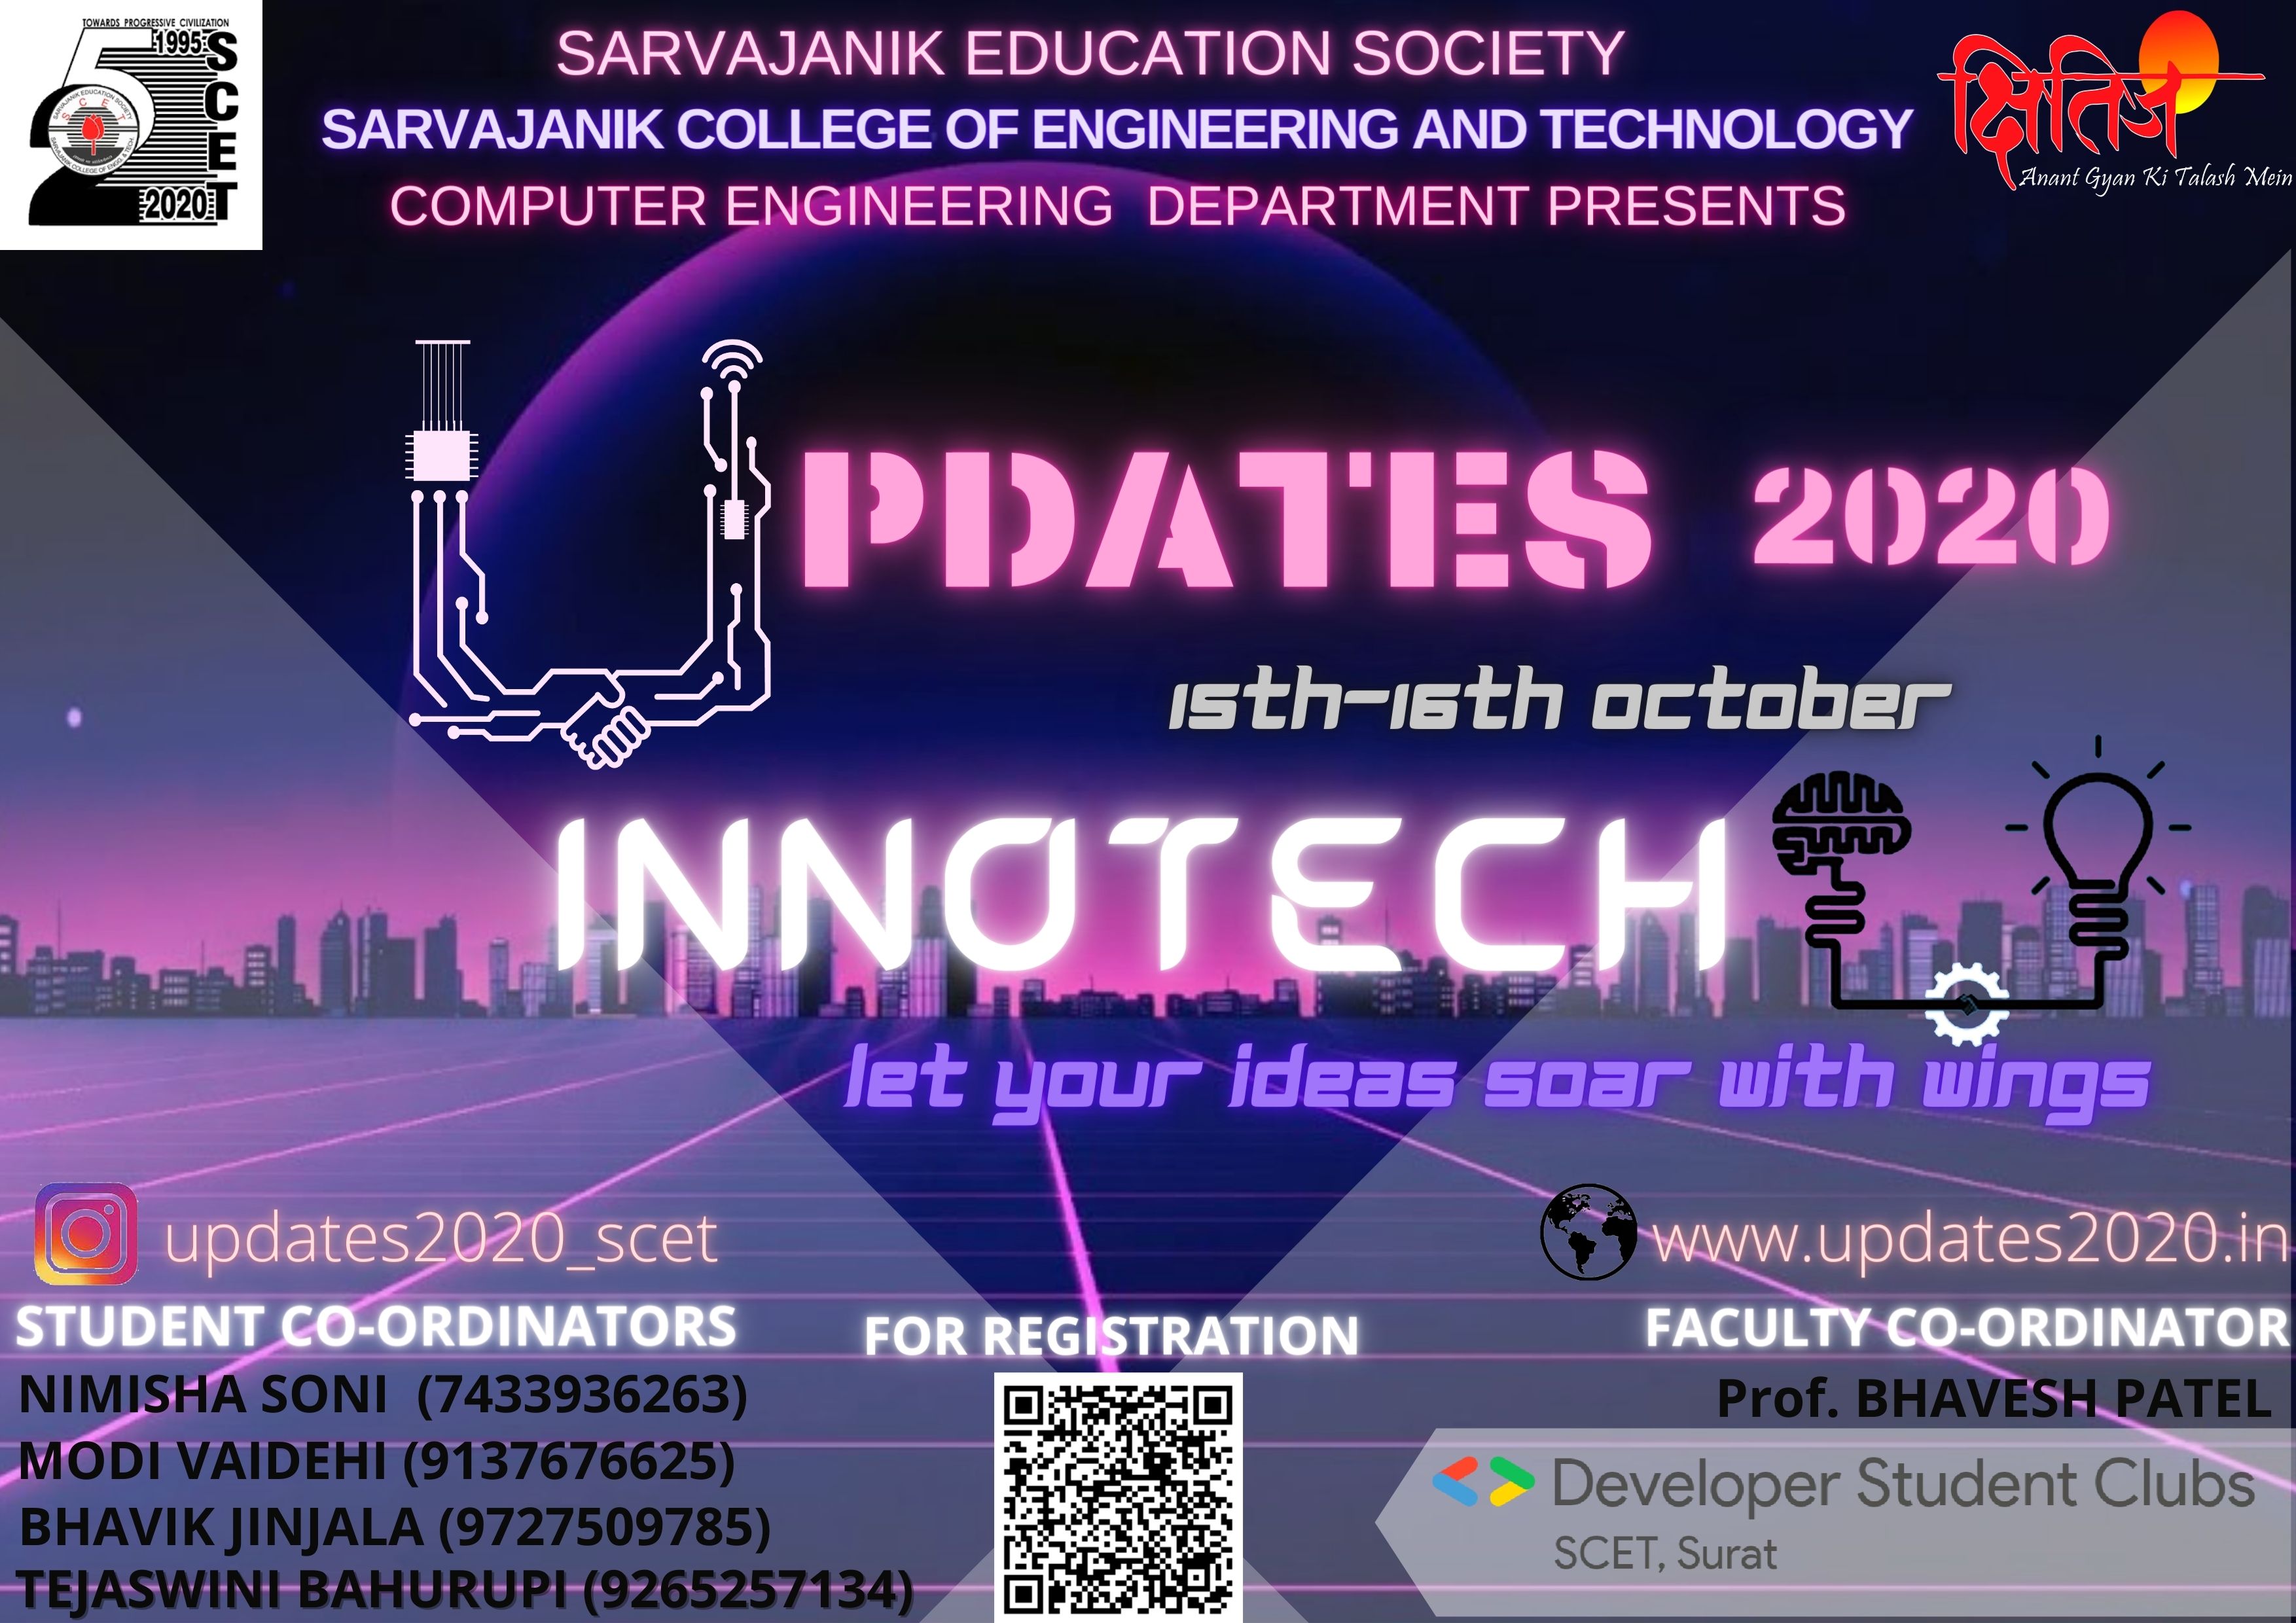 TOWARDS PROGRESSIVE CIVILIZATION
25
1995
SCET
2020
SARVAJANIK EDUCATION SOCIETY
SARVAJANIK COLLEGE OF ENGINEERING AND TECHNOLOGY
COMPUTER ENGINEERING DEPARTMENT PRESENTS
क्षितिज
Anant Gyan Ki Talash Mein
UPDATES 2020
15th-16th october
INNOTECH
let your ideas soar with wings
updates2020_scet
www.updates2020.in
STUDENT CO-ORDINATORS
NIMISHA SONI (7433936263)
MODI VAIDEHI (9137676625)
BHAVIK JINJALA (9727509785)
TEJASWINI BAHURUPI (9265257134)
FOR REGISTRATION
FACULTY CO-ORDINATOR
Prof. BHAVESH PATEL
Developer Student Clubs
SCET, Surat